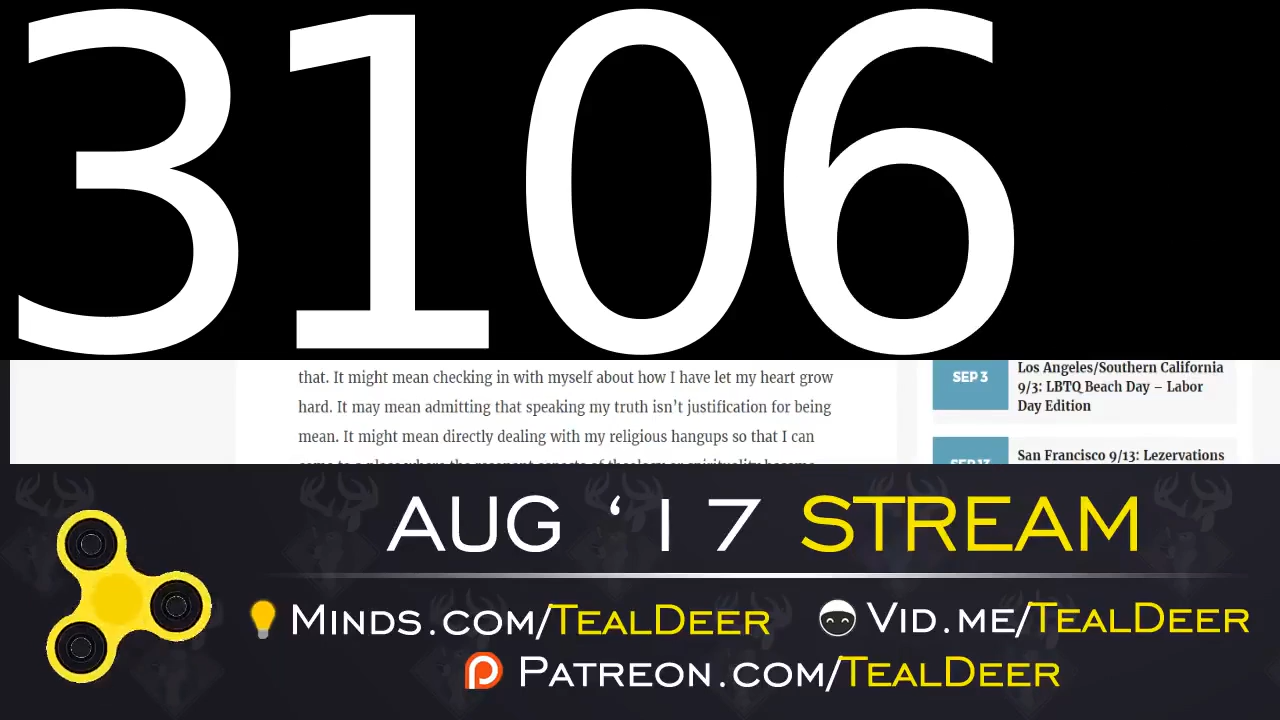 3106
that. It might mean checking in with myself about how I have let my heart grow
hard. It may mean admitting that speaking my truth isn’t justification for being
mean. It might mean directly dealing with my religious hangups so that I can
SEP 3
Los Angeles/Southern California
9/3: LBTQ Beach Day – Labor
Day Edition
SEP 13
San Francisco 9/13: Lezervations
AUG ‘17 STREAM
MINDS.COM/TEALDEER
VID.ME/TEALDEER
PATREON.COM/TEALDEER